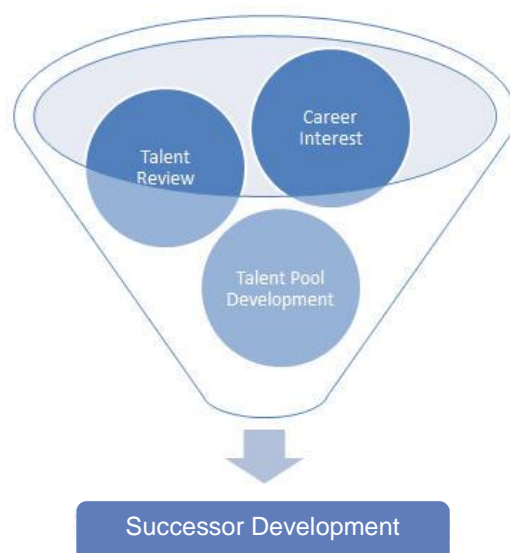 Career
Interest
Talent
Review
Talent Pool
Development
Successor Development